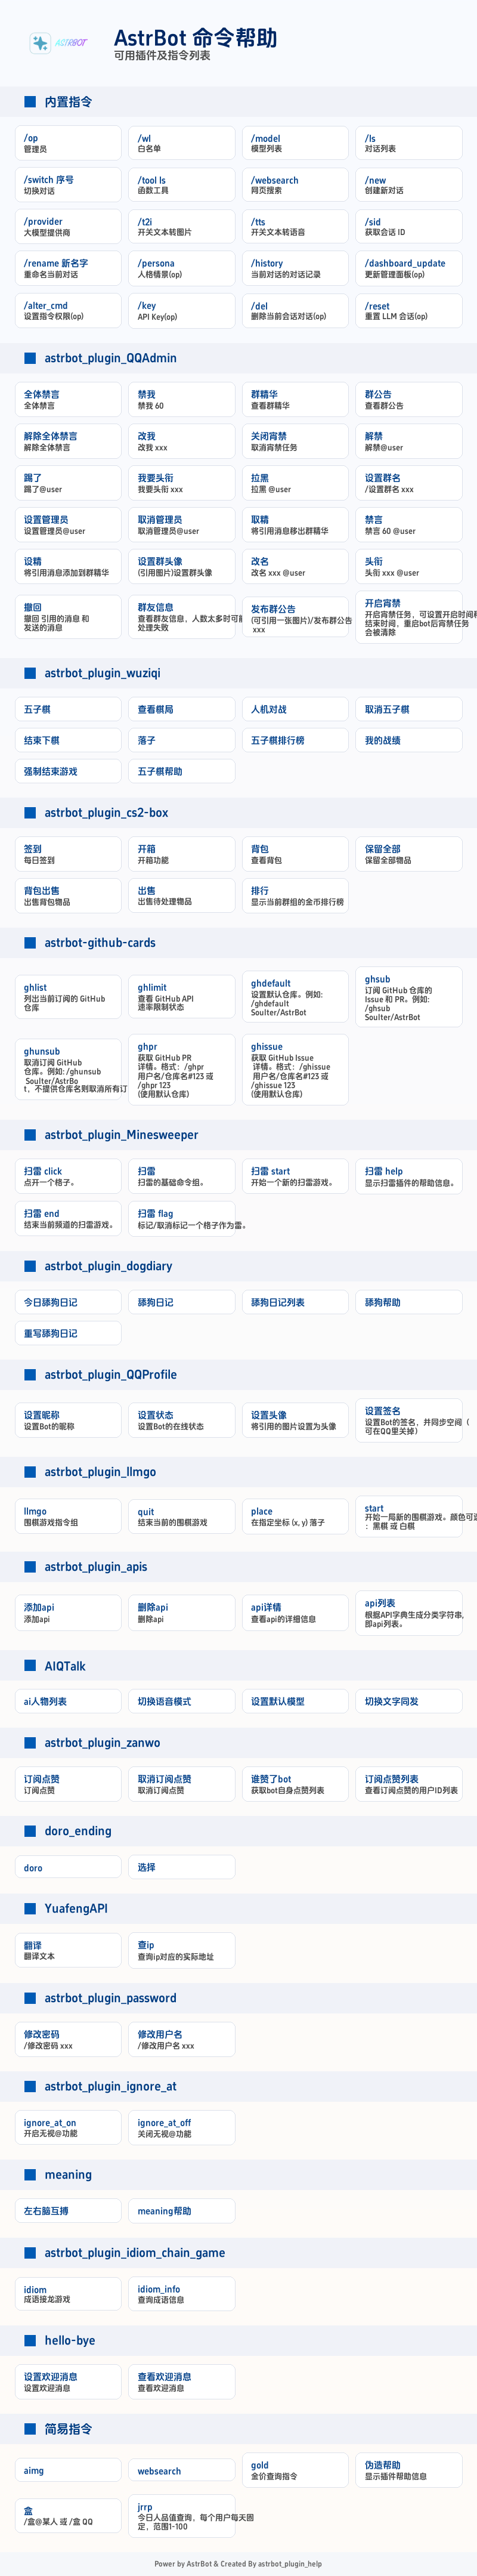 ASTRBOT
AstrBot 命令帮助
可用插件及指令列表
内置指令
/op
管理员
/wl
白名单
/model
模型列表
/ls
对话列表
/switch 序号
切换对话
/tool ls
函数工具
/websearch
网页搜索
/new
创建新对话
/provider
大模型提供商
/t2i
开关文本转图片
/tts
开关文本转语音
/sid
获取会话 ID
/rename 新名字
重命名当前对话
/persona
人格情景(op)
/history
当前对话的对话记录
/dashboard_update
更新管理面板(op)
/alter_cmd
设置指令权限(op)
/key
API Key(op)
/del
删除当前会话对话(op)
/reset
重置 LLM 会话(op)
astrbot_plugin_QQAdmin
全体禁言
全体禁言
禁我
禁我 60
群精华
查看群精华
群公告
查看群公告
解除全体禁言
解除全体禁言
改我
改我 xxx
关闭宵禁
取消宵禁任务
解禁
解禁@user
踢了
踢了@user
我要头衔
我要头衔 xxx
拉黑
拉黑 @user
设置群名
/设置群名 xxx
设置管理员
设置管理员@user
取消管理员
取消管理员@user
取精
将引用消息移出群精华
禁言
禁言 60 @user
设精
将引用消息添加到群精华
设置群头像
(引用图片)设置群头像
改名
改名 xxx @user
头衔
头衔 xxx @user
撤回
撤回 引用的消息 和
发送的消息
群友信息
查看群友信息，人数太多时可能
处理失败
发布群公告
(可引用一张图片)/发布群公告
xxx
开启宵禁
开启宵禁任务，可设置开启时间和
结束时间，重启bot后宵禁任务
会被清除
astrbot_plugin_wuziqi
五子棋
查看棋局
人机对战
取消五子棋
结束下棋
落子
五子棋排行榜
我的战绩
强制结束游戏
五子棋帮助
astrbot_plugin_cs2-box
签到
每日签到
开箱
开箱功能
背包
查看背包
保留全部
保留全部物品
背包出售
出售背包物品
出售
出售待处理物品
排行
显示当前群组的金币排行榜
astrbot-github-cards
ghlist
列出当前订阅的 GitHub
仓库
ghlimit
查看 GitHub API
速率限制状态
ghdefault
设置默认仓库。例如:
/ghdefault
Soulter/AstrBot
ghsub
订阅 GitHub 仓库的
Issue 和 PR。例如:
/ghsub
Soulter/AstrBot
ghunsub
取消订阅 GitHub
仓库。例如: /ghunsub
Soulter/AstrBo
t，不提供仓库名则取消所有订
ghpr
获取 GitHub PR
详情。格式：/ghpr
用户名/仓库名#123 或
/ghpr 123
(使用默认仓库)
ghissue
获取 GitHub Issue
详情。格式：/ghissue
用户名/仓库名#123 或
/ghissue 123
(使用默认仓库)
astrbot_plugin_Minesweeper
扫雷 click
点开一个格子。
扫雷
扫雷的基础命令组。
扫雷 start
开始一个新的扫雷游戏。
扫雷 help
显示扫雷插件的帮助信息。
扫雷 end
结束当前频道的扫雷游戏。
扫雷 flag
标记/取消标记一个格子作为雷。
astrbot_plugin_dogdiary
今日舔狗日记
舔狗日记
舔狗日记列表
舔狗帮助
重写舔狗日记
astrbot_plugin_QQProfile
设置昵称
设置Bot的昵称
设置状态
设置Bot的在线状态
设置头像
将引用的图片设置为头像
设置签名
设置Bot的签名，并同步空间（
可在QQ里关掉）
astrbot_plugin_llmgo
llmgo
围棋游戏指令组
quit
结束当前的围棋游戏
place
在指定坐标 (x, y) 落子
start
开始一局新的围棋游戏。颜色可选
：黑棋 或 白棋
astrbot_plugin_apis
添加api
添加api
删除api
删除api
api详情
查看api的详细信息
api列表
根据API字典生成分类字符串,
即api列表。
AIQTalk
ai人物列表
切换语音模式
设置默认模型
切换文字同发
astrbot_plugin_zanwo
订阅点赞
订阅点赞
取消订阅点赞
取消订阅点赞
谁赞了bot
获取bot自身点赞列表
订阅点赞列表
查看订阅点赞的用户ID列表
doro_ending
doro
选择
YuafengAPI
翻译
翻译文本
查ip
查询ip对应的实际地址
astrbot_plugin_password
修改密码
/修改密码 xxx
修改用户名
/修改用户名 xxx
astrbot_plugin_ignore_at
ignore_at_on
开启无视@功能
ignore_at_off
关闭无视@功能
meaning
左右脑互搏
meaning帮助
astrbot_plugin_idiom_chain_game
idiom
成语接龙游戏
idiom_info
查询成语信息
hello-bye
设置欢迎消息
设置欢迎消息
查看欢迎消息
查看欢迎消息
简易指令
aimg
websearch
gold
金价查询指令
伪造帮助
显示插件帮助信息
盒
/盒@某人 或 /盒 QQ
jrrp
今日人品值查询，每个用户每天固
定，范围1-100
Power by AstrBot & Created By astrbot_plugin_help